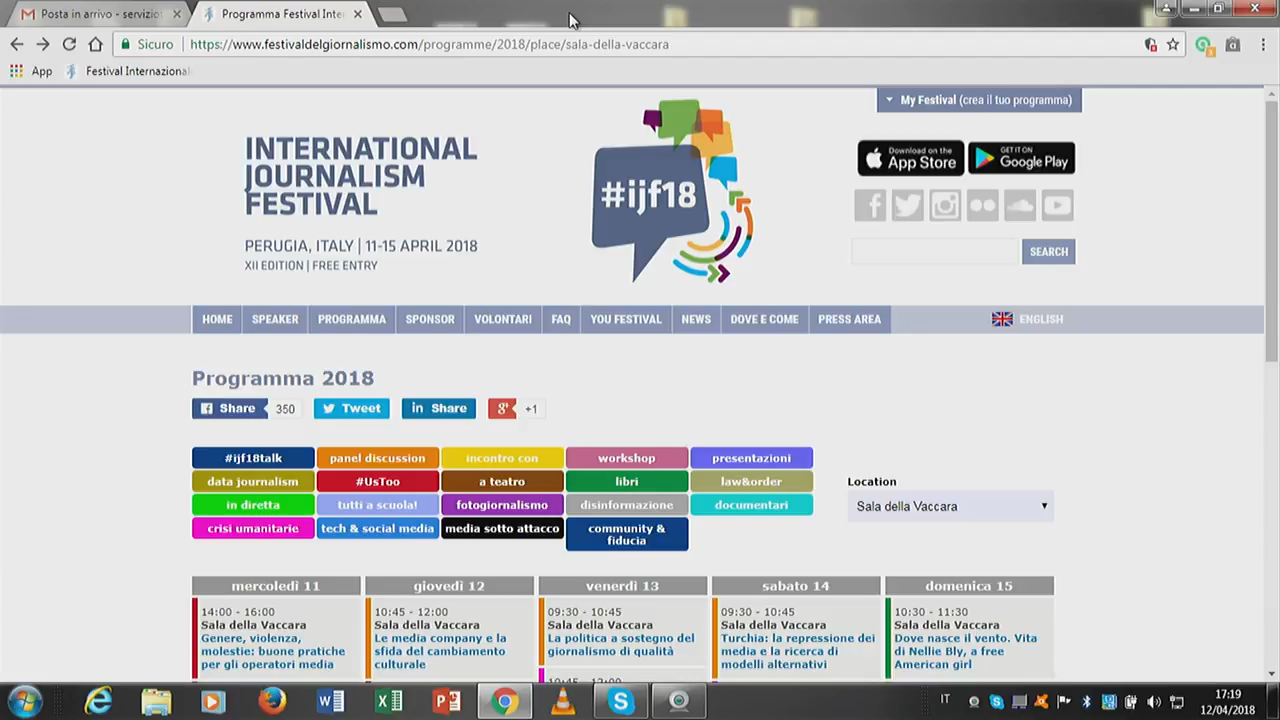 Posta in arrivo - servizio
Programma Festival Inte
Sicuro
https://www.festivaldelgiornalismo.com/programme/2018/place/sala-della-vaccara
App
Festival Internaziona
My Festival (crea il tuo programma)
INTERNATIONAL
JOURNALISM
FESTIVAL
PERUGIA, ITALY | 11-15 APRIL 2018
XII EDITION | FREE ENTRY
#ijf18
Download on the
App Store
GET IT ON
Google Play
SEARCH
HOME SPEAKER PROGRAMMA SPONSOR VOLONTARI FAQ YOU FESTIVAL NEWS DOVE E COME PRESS AREA ENGLISH
Programma 2018
Share 350 Tweet in Share g+ +1
#ijf18talk panel discussion incontro con workshop presentazioni
data journalism #UsToo a teatro libri law&order
in diretta tutti a scuola! fotogiornalismo disinformazione documentari
crisi umanitarie tech & social media media sotto attacco community &
fiducia
Location
Sala della Vaccara
mercoledì 11 giovedì 12 venerdì 13 sabato 14 domenica 15
14:00 - 16:00
Sala della Vaccara
Genere, violenza,
molestie: buone pratiche
per gli operatori media
10:45 - 12:00
Sala della Vaccara
Le media company e la
sfida del cambiamento
culturale
09:30 - 10:45
Sala della Vaccara
La politica a sostegno del
giornalismo di qualità
10:45 - 12:00
09:30 - 10:45
Sala della Vaccara
Turchia: la repressione dei
media e la ricerca di
modelli alternativi
10:30 - 11:30
Sala della Vaccara
Dove nasce il vento. Vita
di Nellie Bly, a free
American girl
IT
17:19
12/04/2018